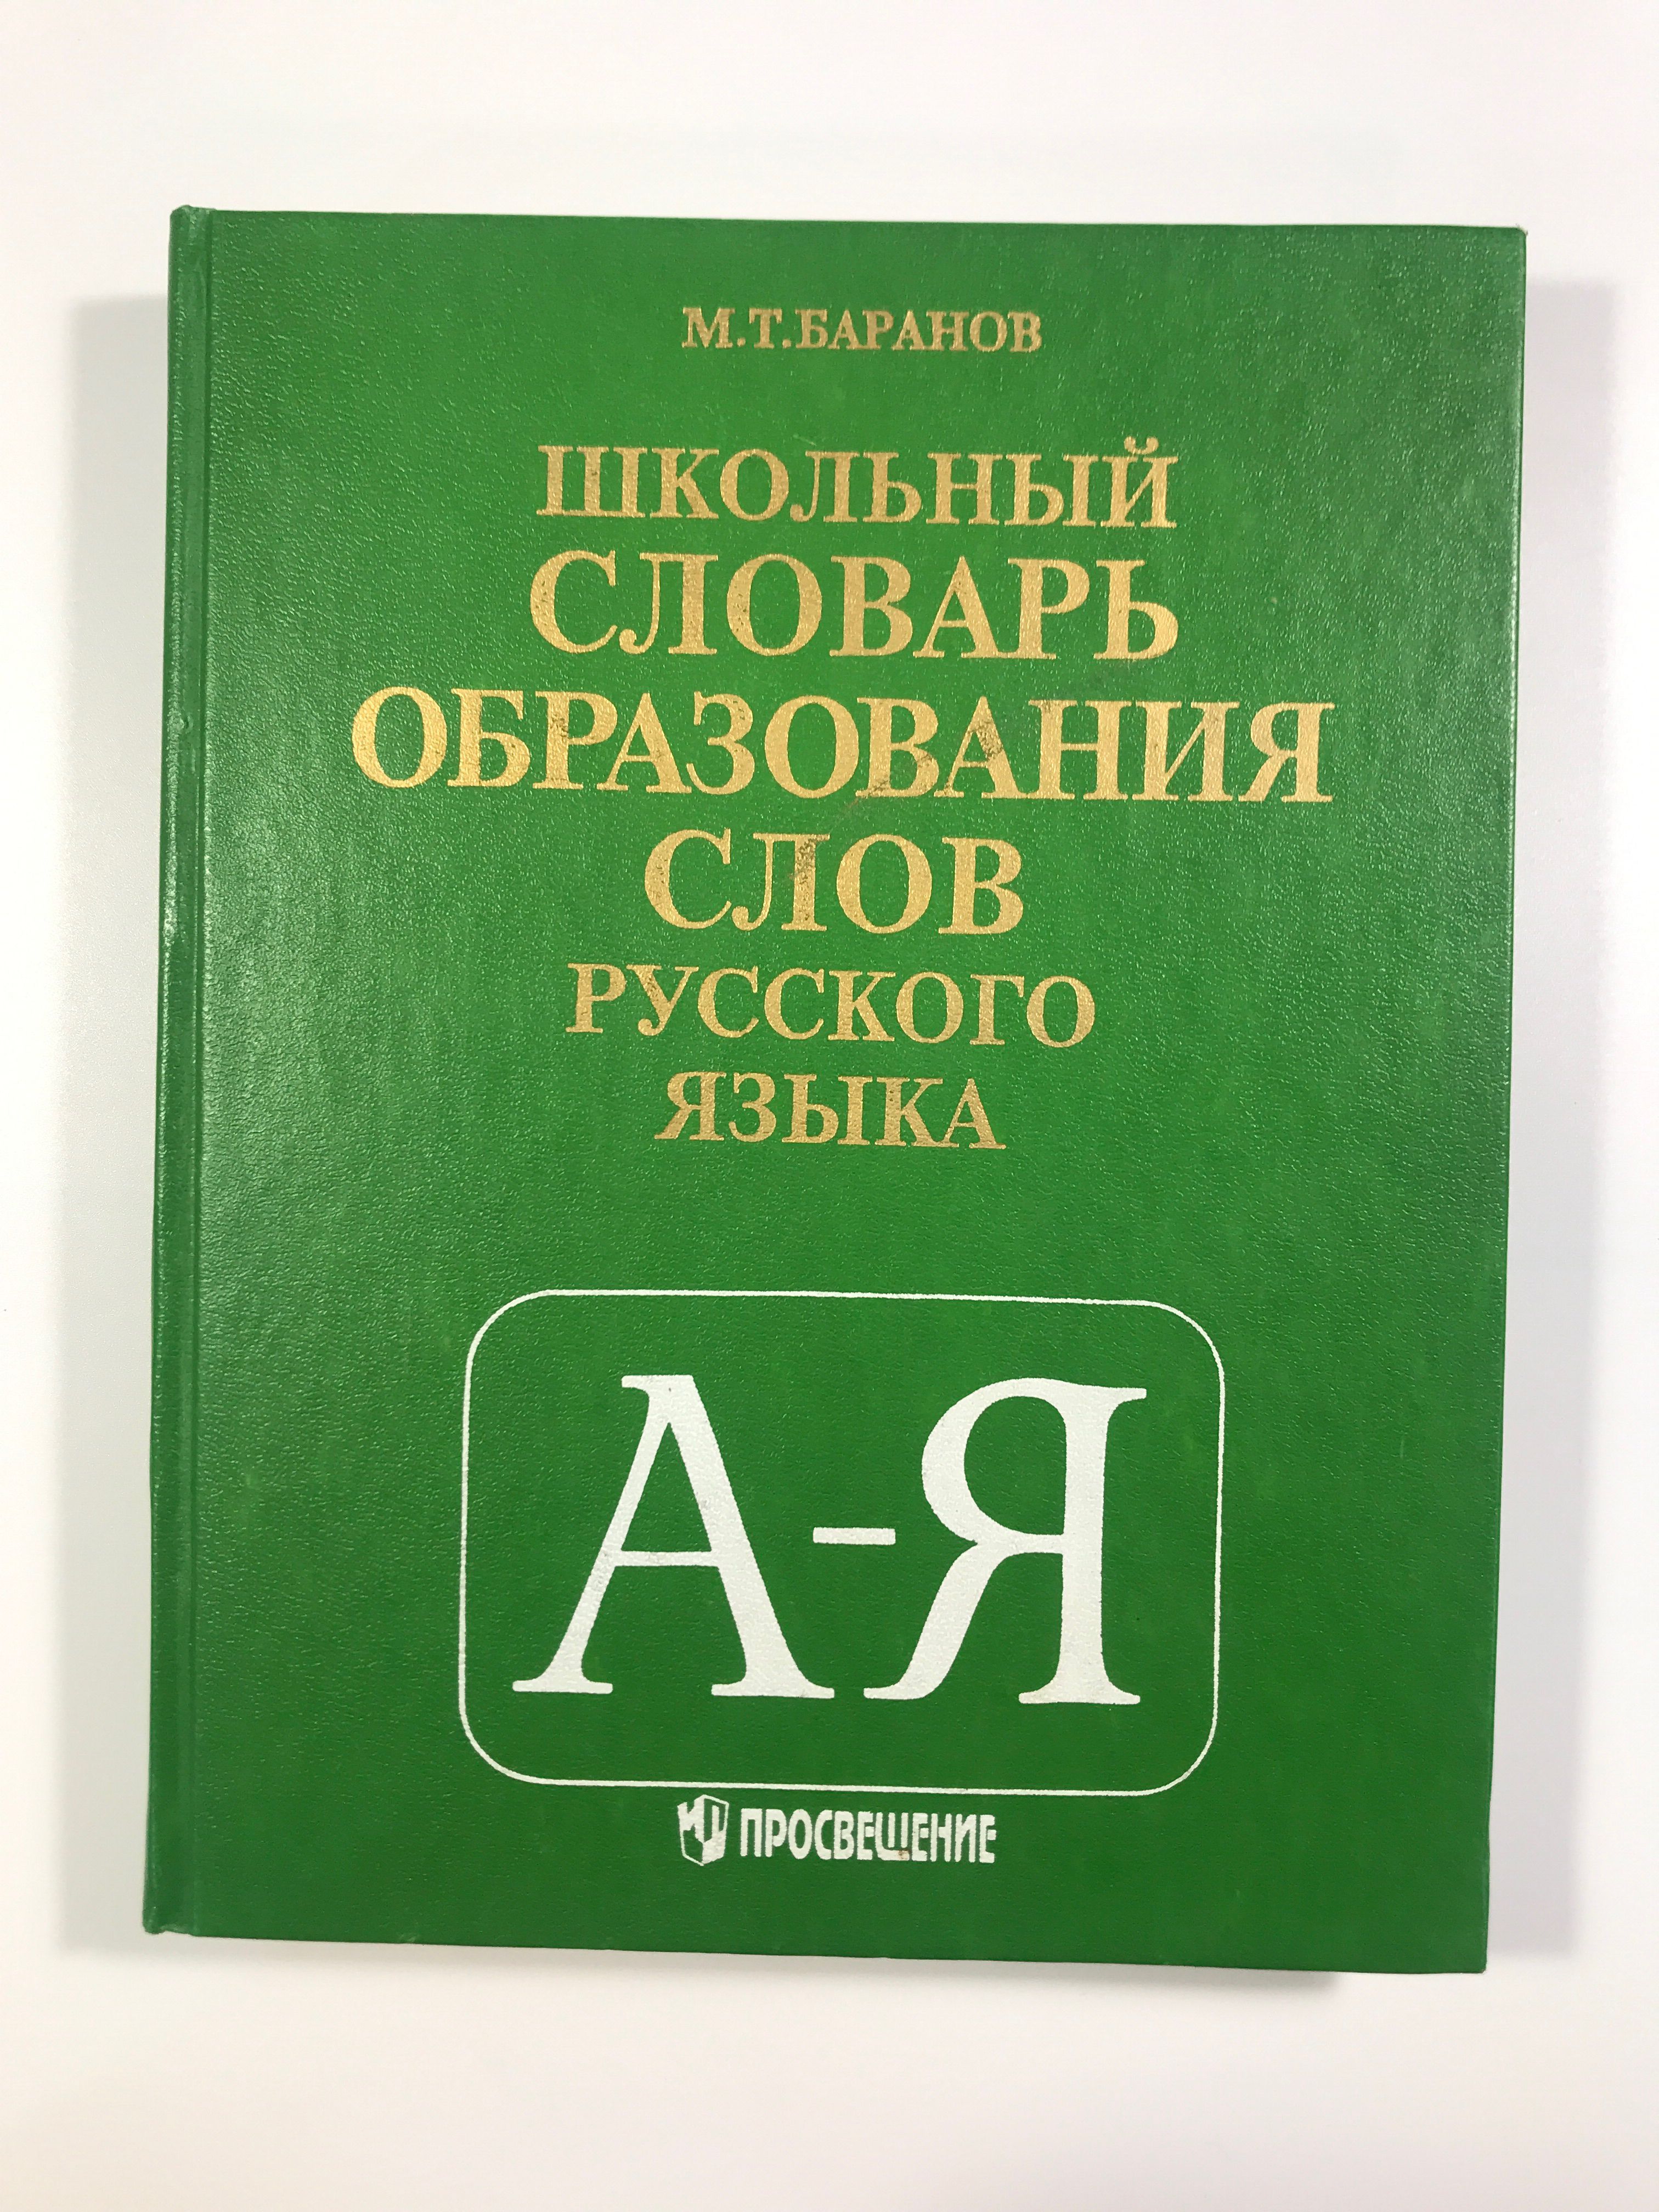 М.Т.БАРАНОВ
ШКОЛЬНЫЙ
СЛОВАРЬ
ОБРАЗОВАНИЯ
СЛОВ
РУССКОГО
ЯЗЫКА
А-Я
ПРОСВЕЩЕНИЕ